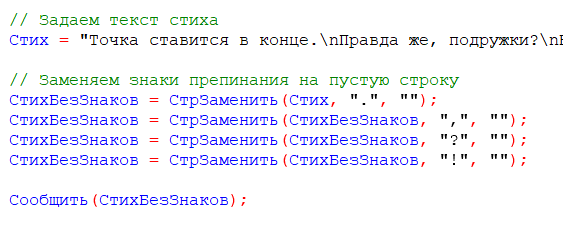 // Задаем текст стиха
Стих = "Точка ставится в конце.\nПравда же, подружки?\n
// Заменяем знаки препинания на пустую строку
СтихБезЗнаков = СтрЗаменить(Стих, ".", "");
СтихБезЗнаков = СтрЗаменить(СтихБезЗнаков, ",", "");
СтихБезЗнаков = СтрЗаменить(СтихБезЗнаков, "?", "");
СтихБезЗнаков = СтрЗаменить(СтихБезЗнаков, "!", "");
Сообщить(СтихБезЗнаков);